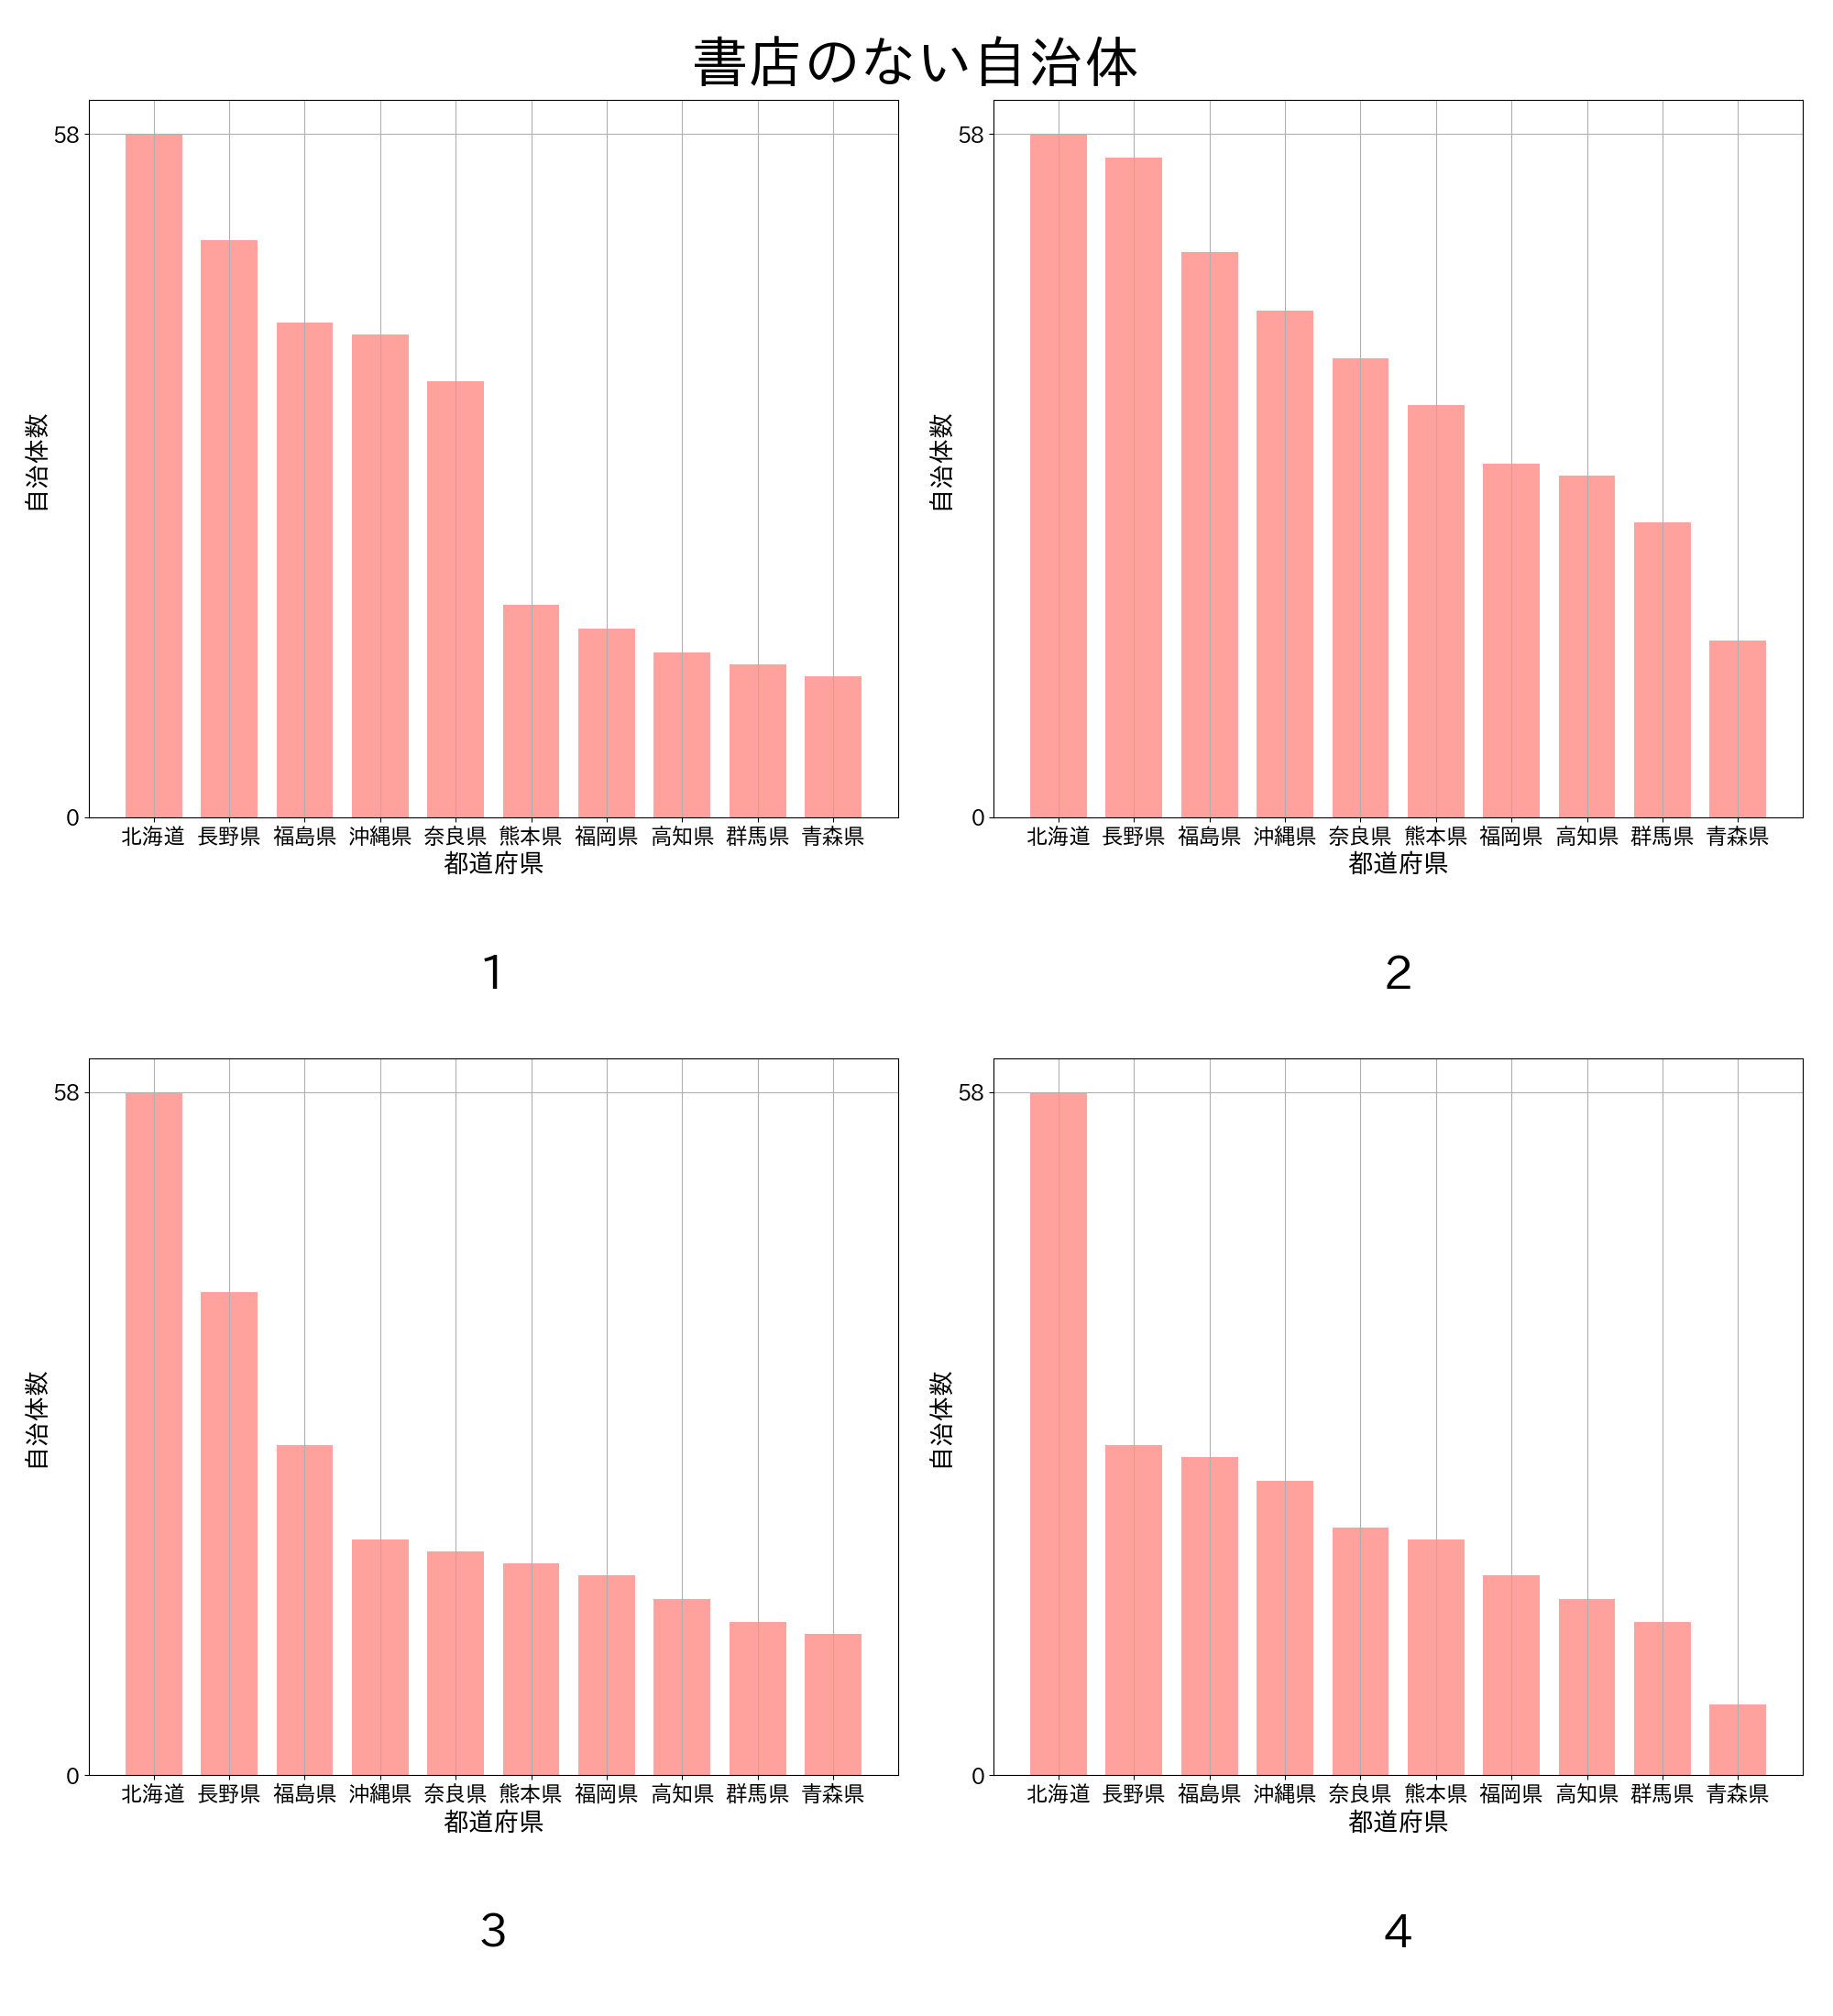 書店のない自治体
58
0
自治体数
北海道 長野県 福島県 沖縄県 奈良県 熊本県 福岡県 高知県 群馬県 青森県
都道府県
1
58
0
自治体数
北海道 長野県 福島県 沖縄県 奈良県 熊本県 福岡県 高知県 群馬県 青森県
都道府県
2
58
0
自治体数
北海道 長野県 福島県 沖縄県 奈良県 熊本県 福岡県 高知県 群馬県 青森県
都道府県
3
58
0
自治体数
北海道 長野県 福島県 沖縄県 奈良県 熊本県 福岡県 高知県 群馬県 青森県
都道府県
4